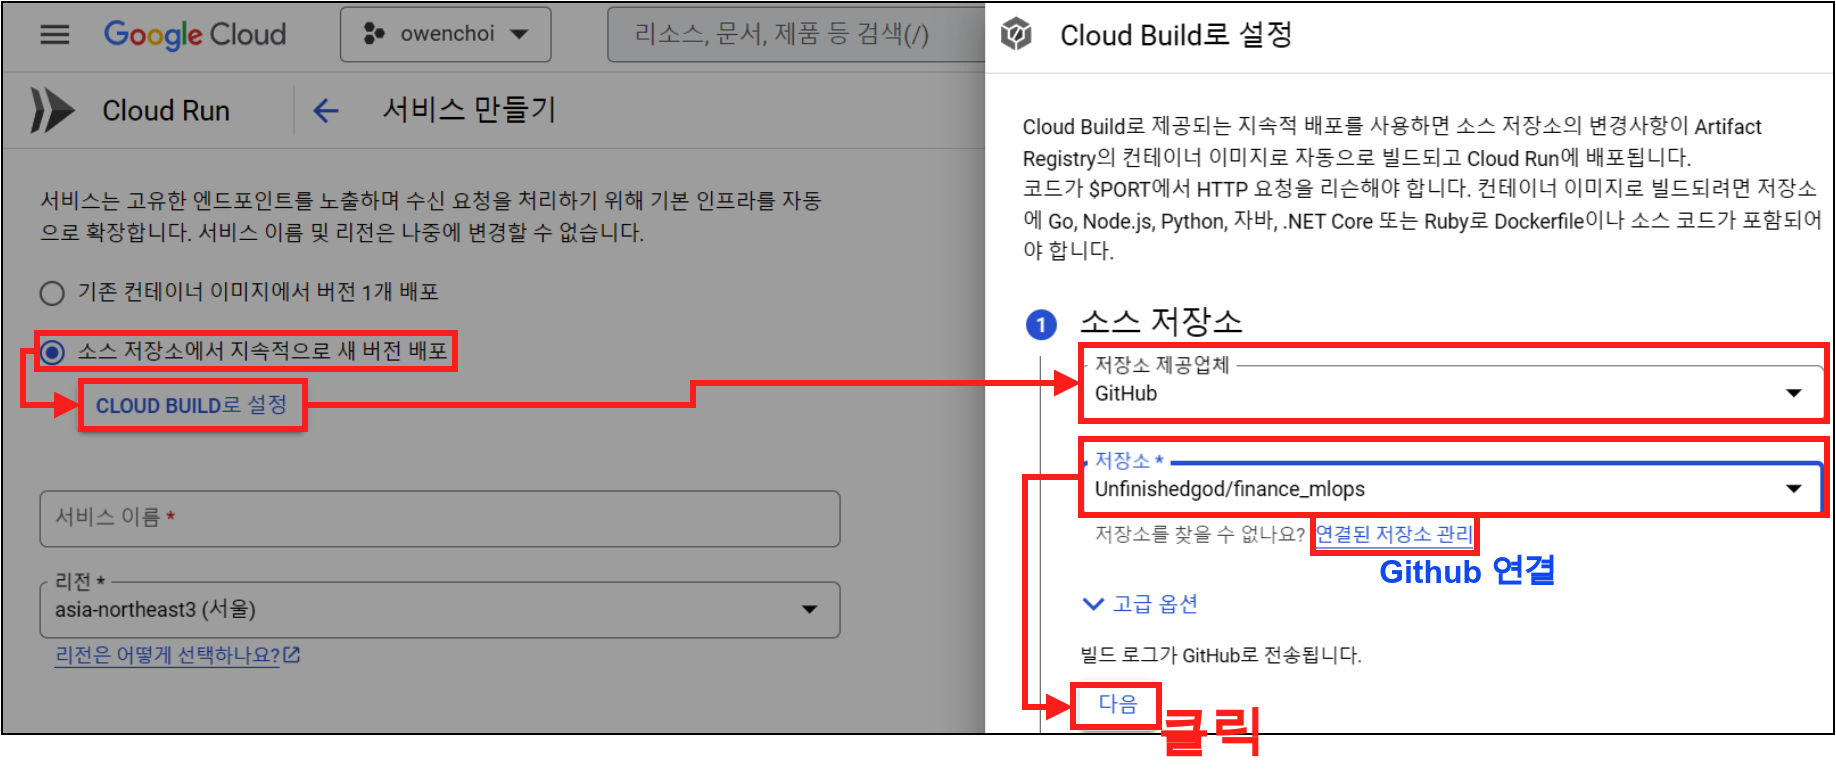 Google Cloud
owenchoi
리소스, 문서, 제품 등 검색(/)
Cloud Run
서비스 만들기
서비스는 고유한 엔드포인트를 노출하며 수신 요청을 처리하기 위해 기본 인프라를 자동
으로 확장합니다. 서비스 이름 및 리전은 나중에 변경할 수 없습니다.
기존 컨테이너 이미지에서 버전 1개 배포
소스 저장소에서 지속적으로 새 버전 배포
CLOUD BUILD로 설정
서비스 이름 *
리전 *
asia-northeast3 (서울)
리전은 어떻게 선택하나요?
Cloud Build로 설정
Cloud Build로 제공되는 지속적 배포를 사용하면 소스 저장소의 변경사항이 Artifact
Registry의 컨테이너 이미지로 자동으로 빌드되고 Cloud Run에 배포됩니다.
코드가 $PORT에서 HTTP 요청을 리슨해야 합니다. 컨테이너 이미지로 빌드되려면 저장소
에 Go, Node.js, Python, 자바, .NET Core 또는 Ruby로 Dockerfile이나 소스 코드가 포함되어
야 합니다.
1 소스 저장소
저장소 제공업체
GitHub
저장소 *
Unfinishedgod/finance_mlops
저장소를 찾을 수 없나요? 연결된 저장소 관리
Github 연결
고급 옵션
빌드 로그가 GitHub로 전송됩니다.
다음
클릭